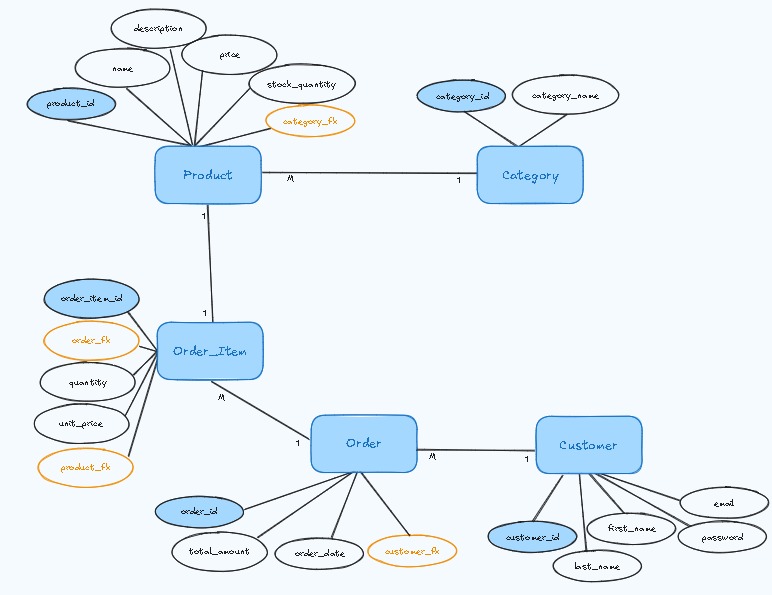 description
name
price
product_id
stock_quantity
category_fk
category_id
category_name
Product
M
1
Category
1
1
order_item_id
order_fk
quantity
unit_price
product_fk
Order_Item
M
1
Order
M
1
Customer
order_id
total_amount
order_date
customer_fk
customer_id
last_name
first_name
email
password